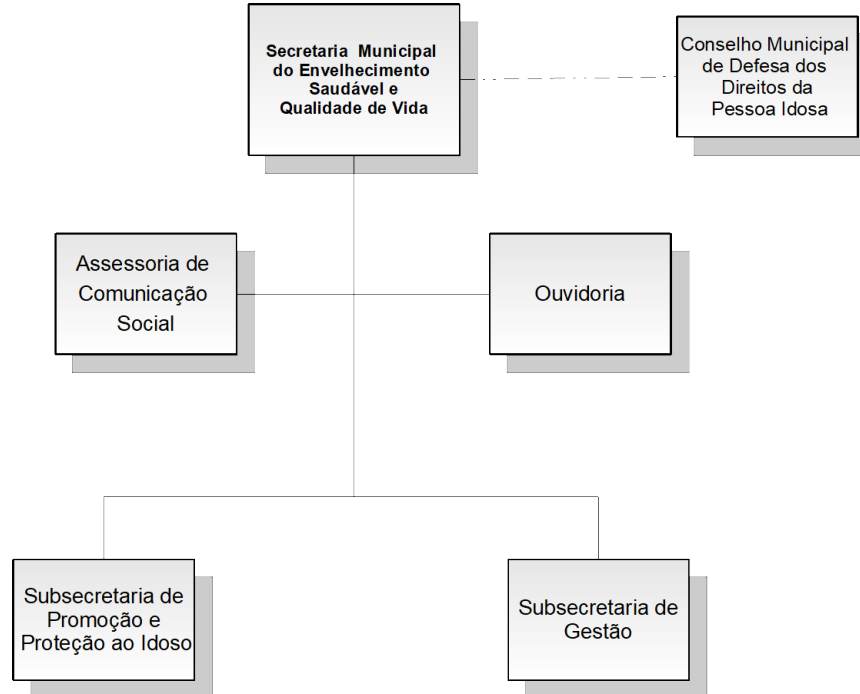 Secretaria Municipal
do Envelhecimento
Saudável e
Qualidade de Vida
Conselho Municipal
de Defesa dos
Direitos da
Pessoa Idosa
Assessoria de
Comunicação
Social
Ouvidoria
Subsecretaria de
Promoção e
Proteção ao Idoso
Subsecretaria de
Gestão